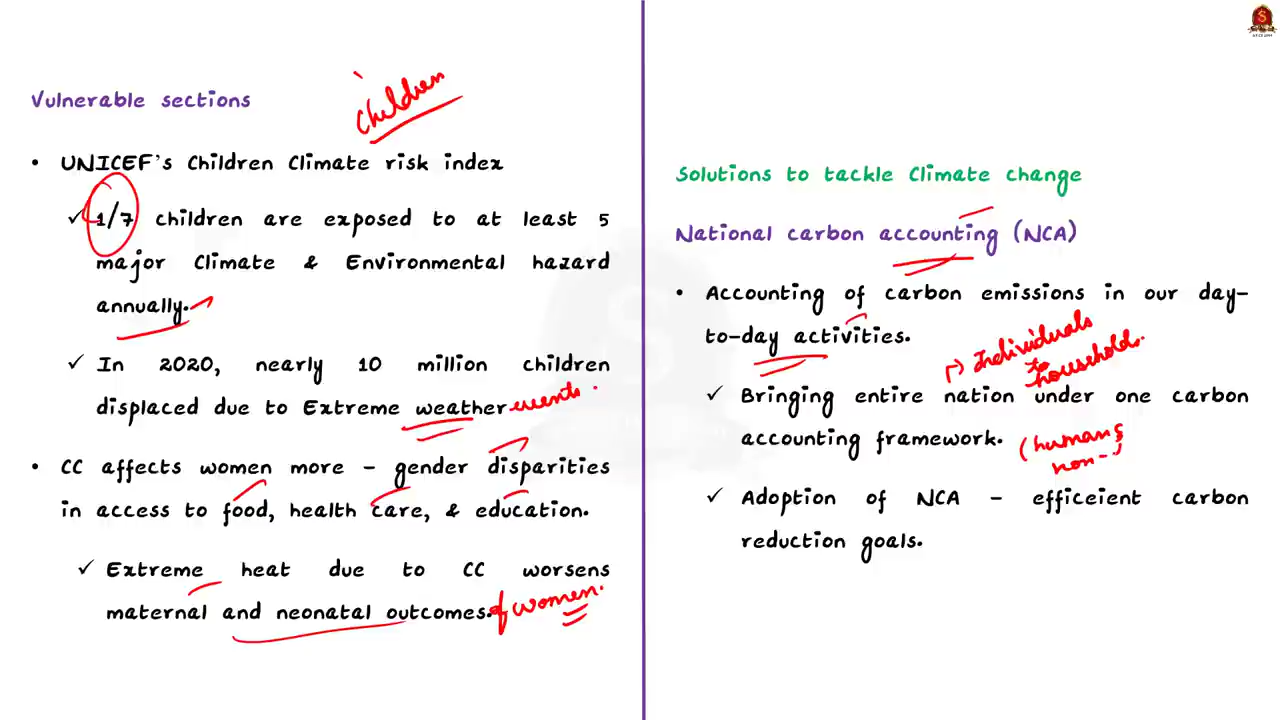 Vulnerable sections
children
• UNICEF's Children Climate risk index
✓ 1/7 children are exposed to at least 5
major Climate & Environmental hazard
annually.
✓ In 2020, nearly 10 million children
displaced due to Extreme weather events.
• CC affects women more – gender disparities
in access to food, health care, & education.
✓ Extreme heat due to CC worsens
maternal and neonatal outcomes. of women.
Solutions to tackle Climate change
National carbon accounting (NCA)
• Accounting of carbon emissions in our day-
to-day activities.
Individuals
to
household.
✓ Bringing entire nation under one carbon
accounting framework. (humans
non-
✓ Adoption of NCA – efficeient carbon
reduction goals.